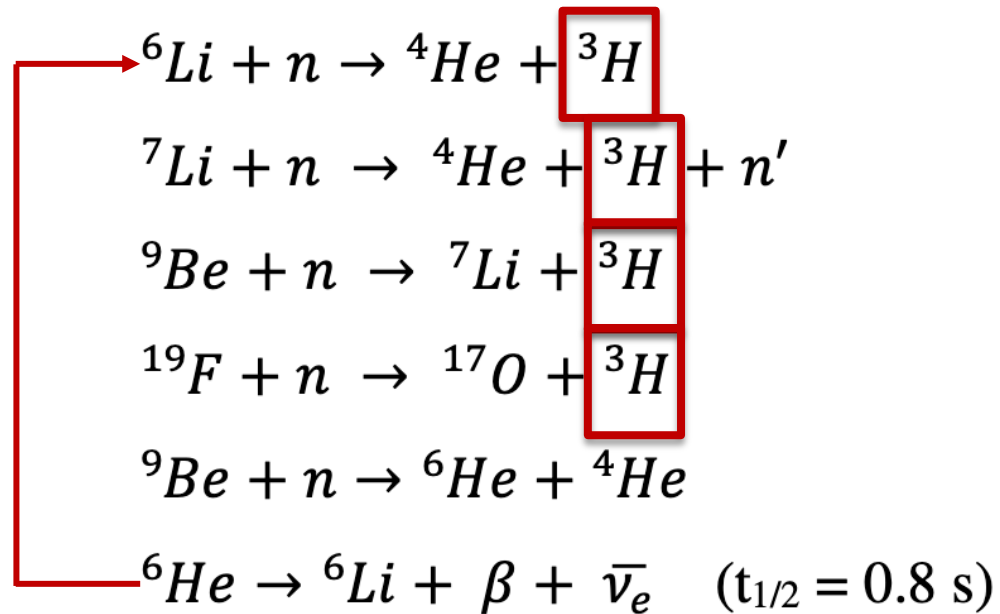 ⁶Li + n → ⁴He + ³H
⁷Li + n → ⁴He + ³H + n′
⁹Be + n → ⁷Li + ³H
¹⁹F + n → ¹⁷O + ³H
⁹Be + n → ⁶He + ⁴He
⁶He → ⁶Li + β + ν̅ₑ (t₁/₂ = 0.8 s)